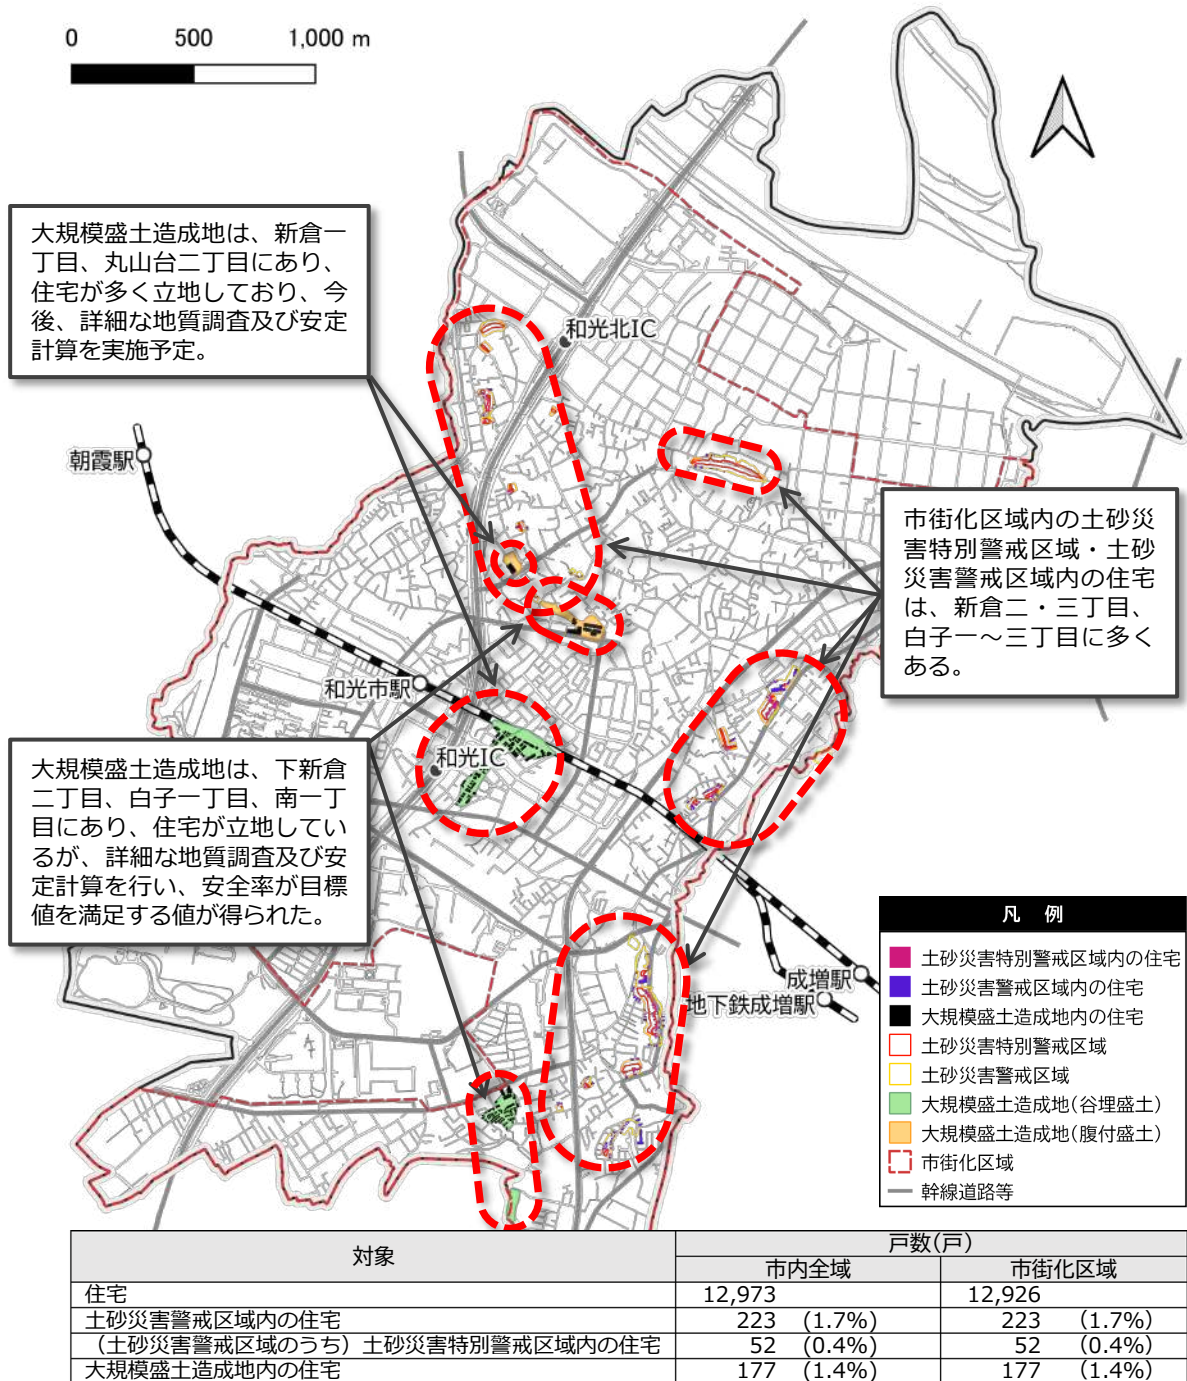 0 500 1,000 m
大規模盛土造成地は、新倉一
丁目、丸山台二丁目にあり、
住宅が多く立地しており、今
後、詳細な地質調査及び安定
計算を実施予定。
和光北IC
朝霞駅
市街化区域内の土砂災
害特別警戒区域・土砂
災害警戒区域内の住宅
は、新倉二・三丁目、
白子一～三丁目に多く
ある。
和光市駅
和光IC
大規模盛土造成地は、下新倉
二丁目、白子一丁目、南一丁
目にあり、住宅が立地してい
るが、詳細な地質調査及び安
定計算を行い、安全率が目標
値を満足する値が得られた。
成増駅
地下鉄成増駅
凡 例
土砂災害特別警戒区域内の住宅
土砂災害警戒区域内の住宅
大規模盛土造成地内の住宅
土砂災害特別警戒区域
土砂災害警戒区域
大規模盛土造成地(谷埋盛土)
大規模盛土造成地(腹付盛土)
市街化区域
幹線道路等
対象 戸数(戸)
市内全域 市街化区域
住宅 12,973 12,926
土砂災害警戒区域内の住宅 223 (1.7%) 223 (1.7%)
(土砂災害警戒区域のうち) 土砂災害特別警戒区域内の住宅 52 (0.4%) 52 (0.4%)
大規模盛土造成地内の住宅 177 (1.4%) 177 (1.4%)